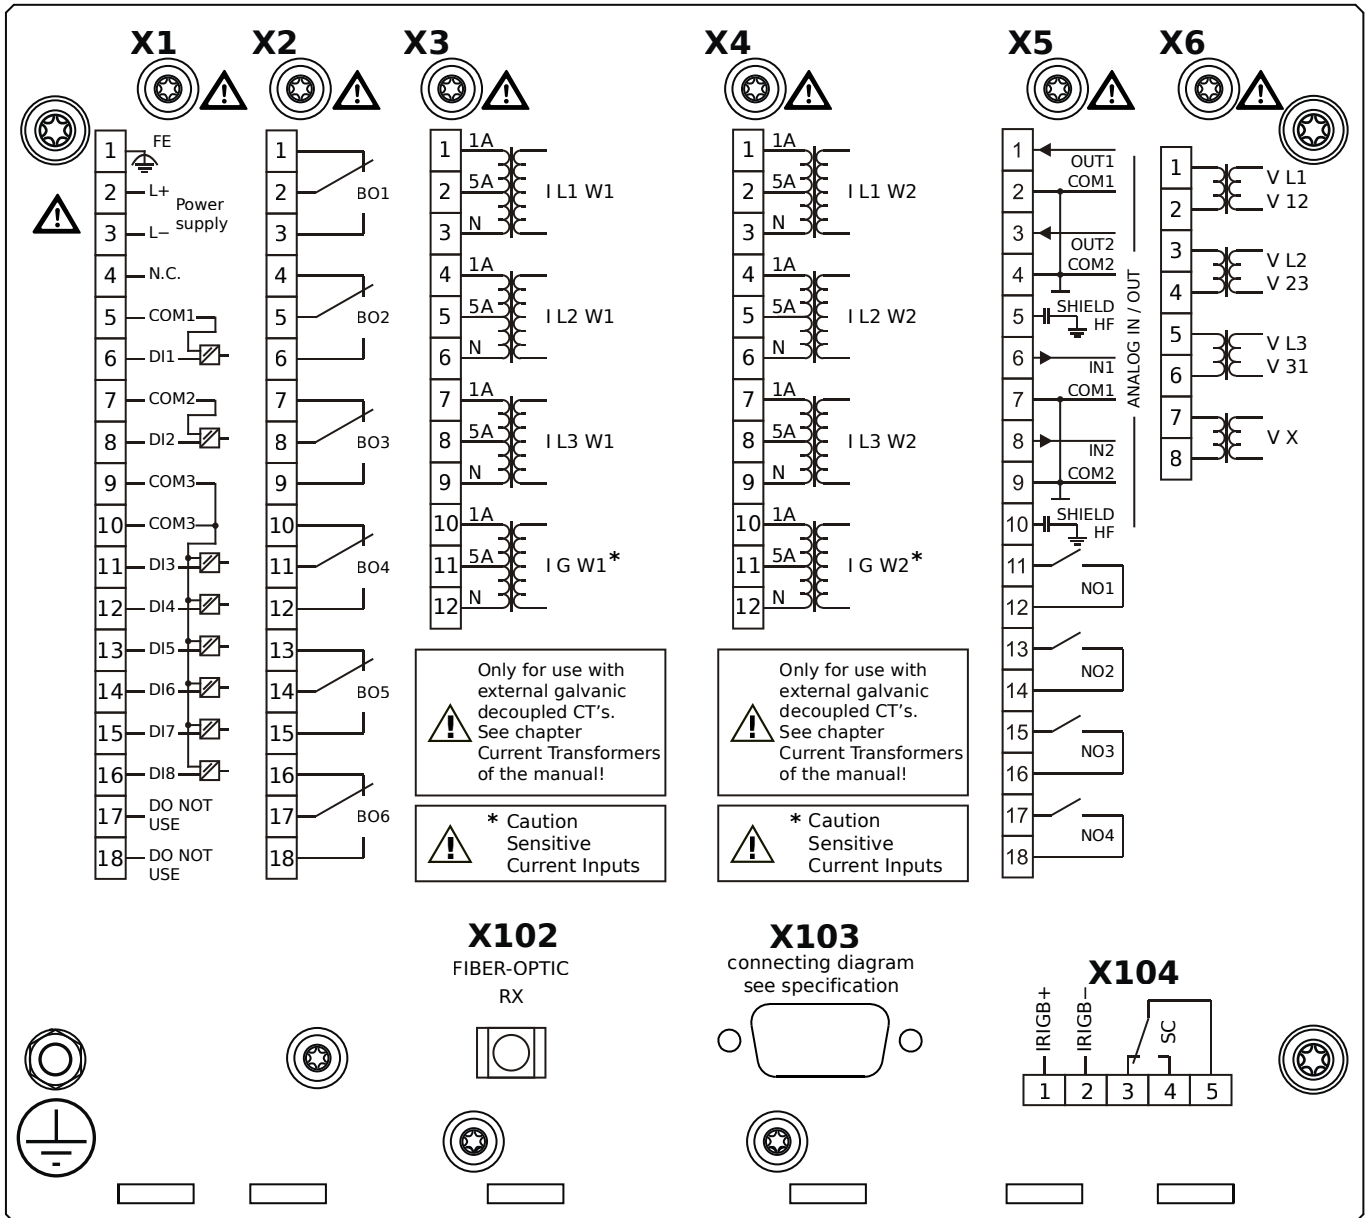 X1
X2
X3
X4
X5
X6
1
FE
2
L+
Power
supply
3
L−
4
N.C.
5
COM1
6
DI1
7
COM2
8
DI2
9
COM3
10
COM3
11
DI3
12
DI4
13
DI5
14
DI6
15
DI7
16
DI8
17
DO NOT
USE
18
DO NOT
USE
1
2
BO1
3
4
5
BO2
6
7
8
BO3
9
10
11
BO4
12
13
14
BO5
15
16
17
BO6
18
1
1A
2
5A
I L1 W1
3
N
4
1A
5
5A
I L2 W1
6
N
7
1A
8
5A
I L3 W1
9
N
10
1A
11
5A
I G W1*
12
N
Only for use with
external galvanic
decoupled CT's.
See chapter
Current Transformers
of the manual!
* Caution
Sensitive
Current Inputs
1
1A
2
5A
I L1 W2
3
N
4
1A
5
5A
I L2 W2
6
N
7
1A
8
5A
I L3 W2
9
N
10
1A
11
5A
I G W2*
12
N
Only for use with
external galvanic
decoupled CT's.
See chapter
Current Transformers
of the manual!
* Caution
Sensitive
Current Inputs
1
OUT1
2
COM1
3
OUT2
4
COM2
5
SHIELD
HF
6
IN1
7
COM1
8
IN2
9
COM2
10
SHIELD
HF
ANALOG IN / OUT
11
NO1
12
13
NO2
14
15
NO3
16
17
NO4
18
1
V L1
2
V 12
3
V L2
4
V 23
5
V L3
6
V 31
7
V X
8
X102
FIBER-OPTIC
RX
X103
connecting diagram
see specification
X104
IRIGB+
IRIGB−
SC
1
2
3
4
5